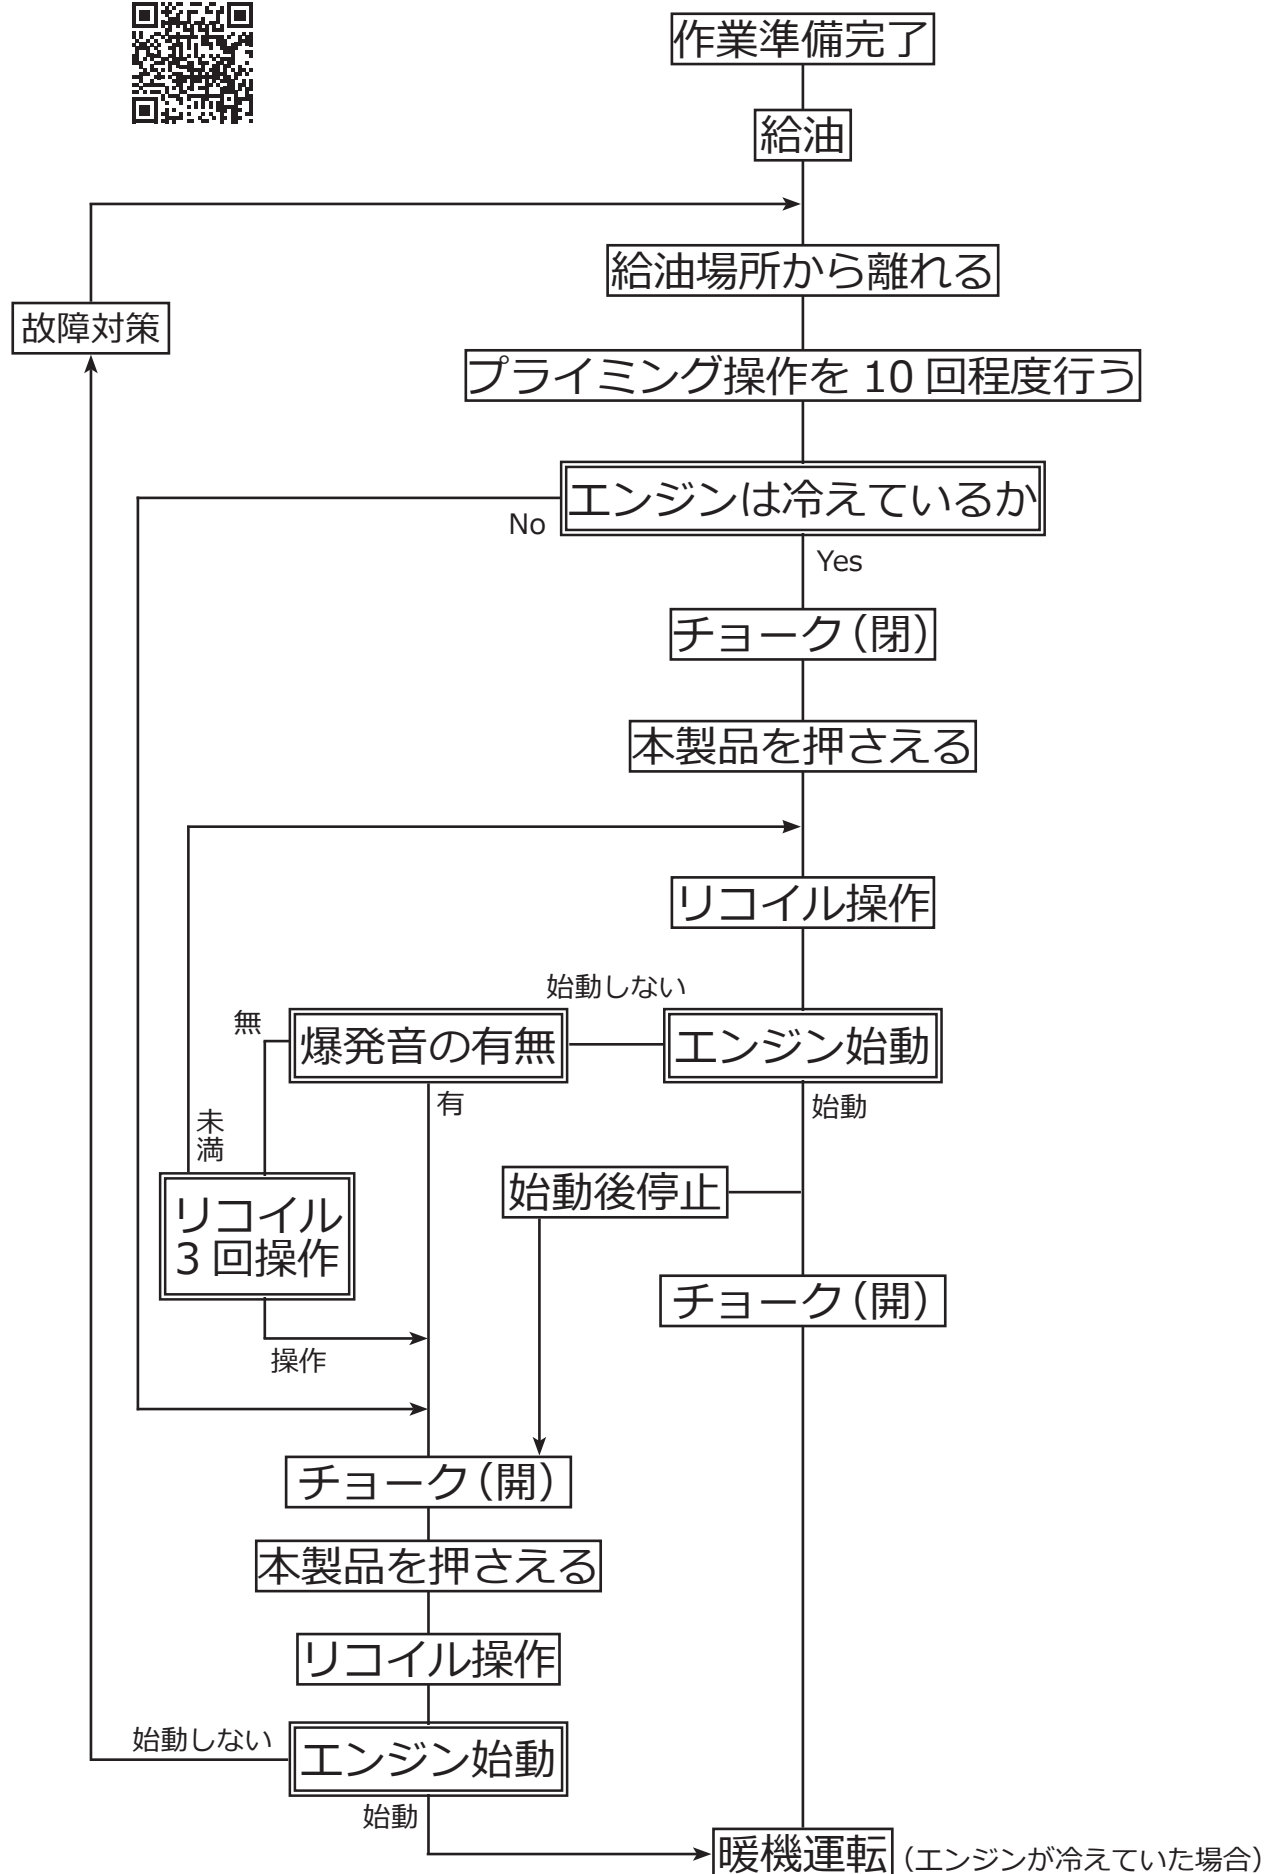 作業準備完了
給油
給油場所から離れる
故障対策
プライミング操作を 10 回程度行う
エンジンは冷えているか
No
Yes
チョーク（閉）
本製品を押さえる
リコイル操作
始動しない
無
爆発音の有無
エンジン始動
有
始動
未満
始動後停止
リコイル
3 回操作
チョーク（開）
操作
チョーク（開）
本製品を押さえる
リコイル操作
始動しない
エンジン始動
始動
暖機運転（エンジンが冷えていた場合）